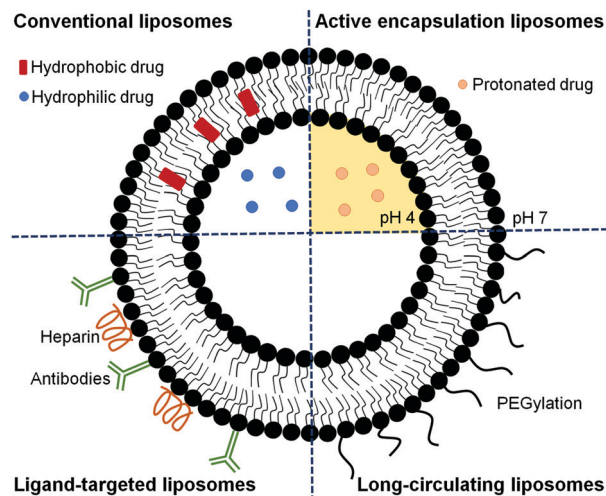 Conventional liposomes
Active encapsulation liposomes
Hydrophobic drug
Hydrophilic drug
Protonated drug
pH 4
pH 7
Heparin
Antibodies
PEGylation
Ligand-targeted liposomes
Long-circulating liposomes